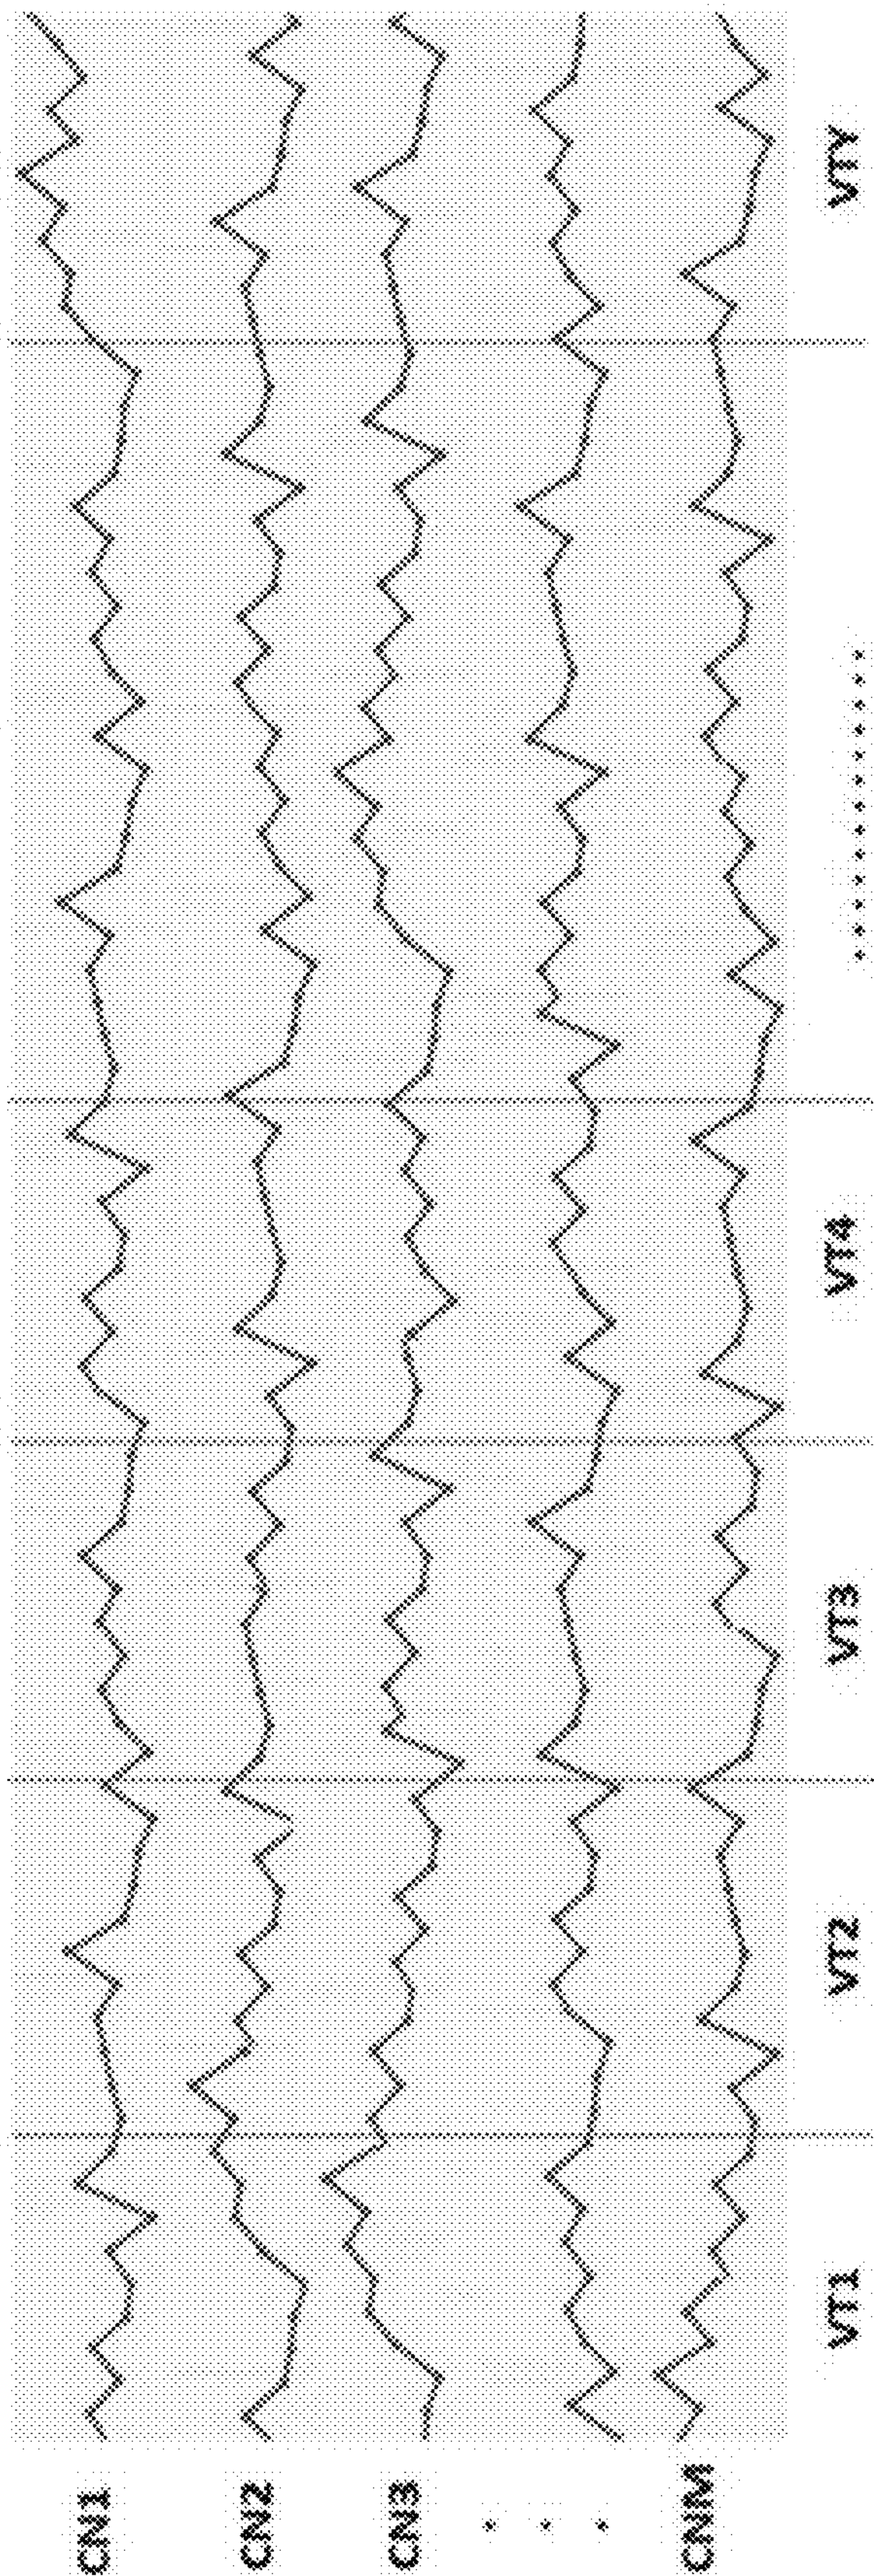 CN1
CN2
CN3
. . .
CNM
VT1
VT2
VT3
VT4
. . . . . . . . . . . . .
VTY